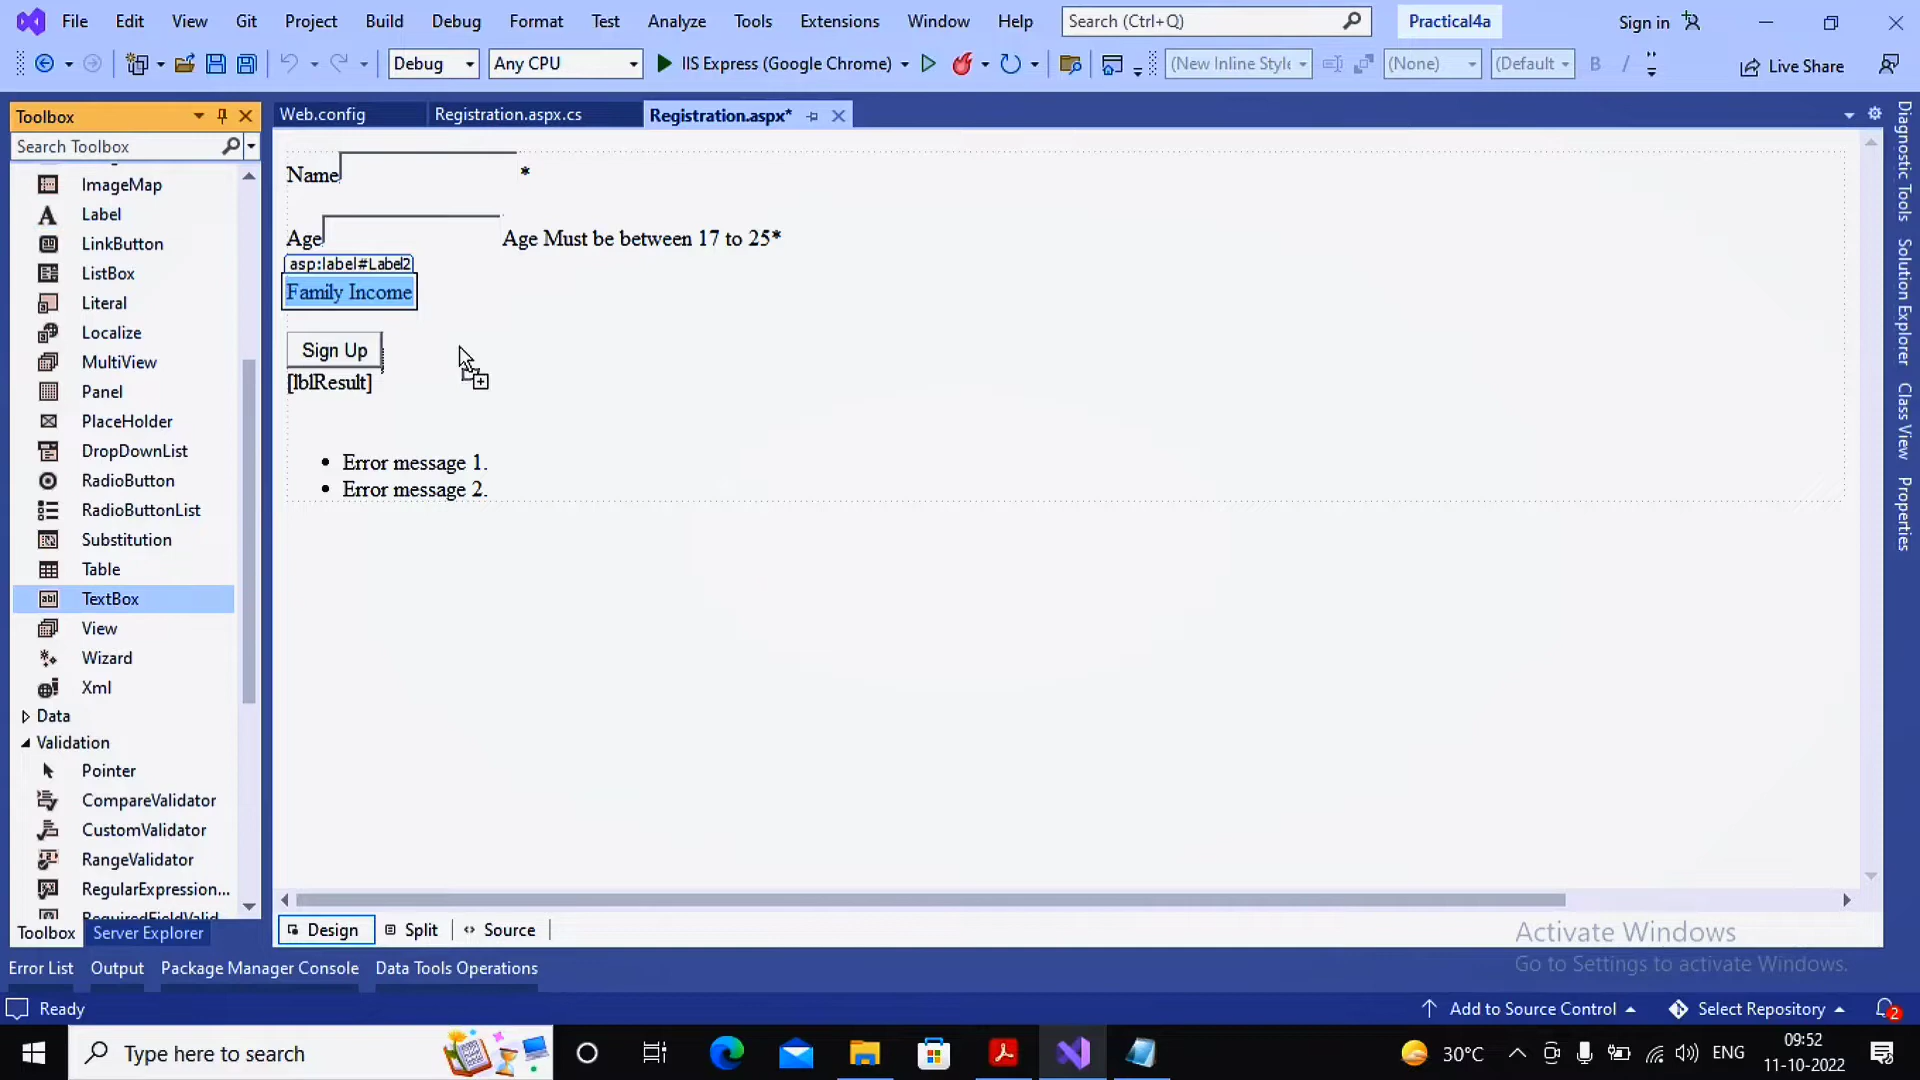 File Edit View Git Project Build Debug Format Test Analyze Tools Extensions Window Help Search (Ctrl+Q) Practical4a Sign in
Debug Any CPU IIS Express (Google Chrome) (New Inline Style (None) (Default B I Live Share
Toolbox
Web.config Registration.aspx.cs Registration.aspx*
Search Toolbox
ImageMap
Label
LinkButton
ListBox
Literal
Localize
MultiView
Panel
PlaceHolder
DropDownList
RadioButton
RadioButtonList
Substitution
Table
TextBox
View
Wizard
Xml
Data
Validation
Pointer
CompareValidator
CustomValidator
RangeValidator
RegularExpression...
RequiredFieldValid
Toolbox Server Explorer
Name *
Age Age Must be between 17 to 25*
asp:label#Label2
Family Income
Sign Up
[lblResult]
• Error message 1.
• Error message 2.
Design Split Source
Diagnostic Tools
Solution Explorer
Class View
Properties
Activate Windows
Go to Settings to activate Windows.
Error List Output Package Manager Console Data Tools Operations
Ready Add to Source Control Select Repository 2
Type here to search 30°C ENG 09:52
11-10-2022